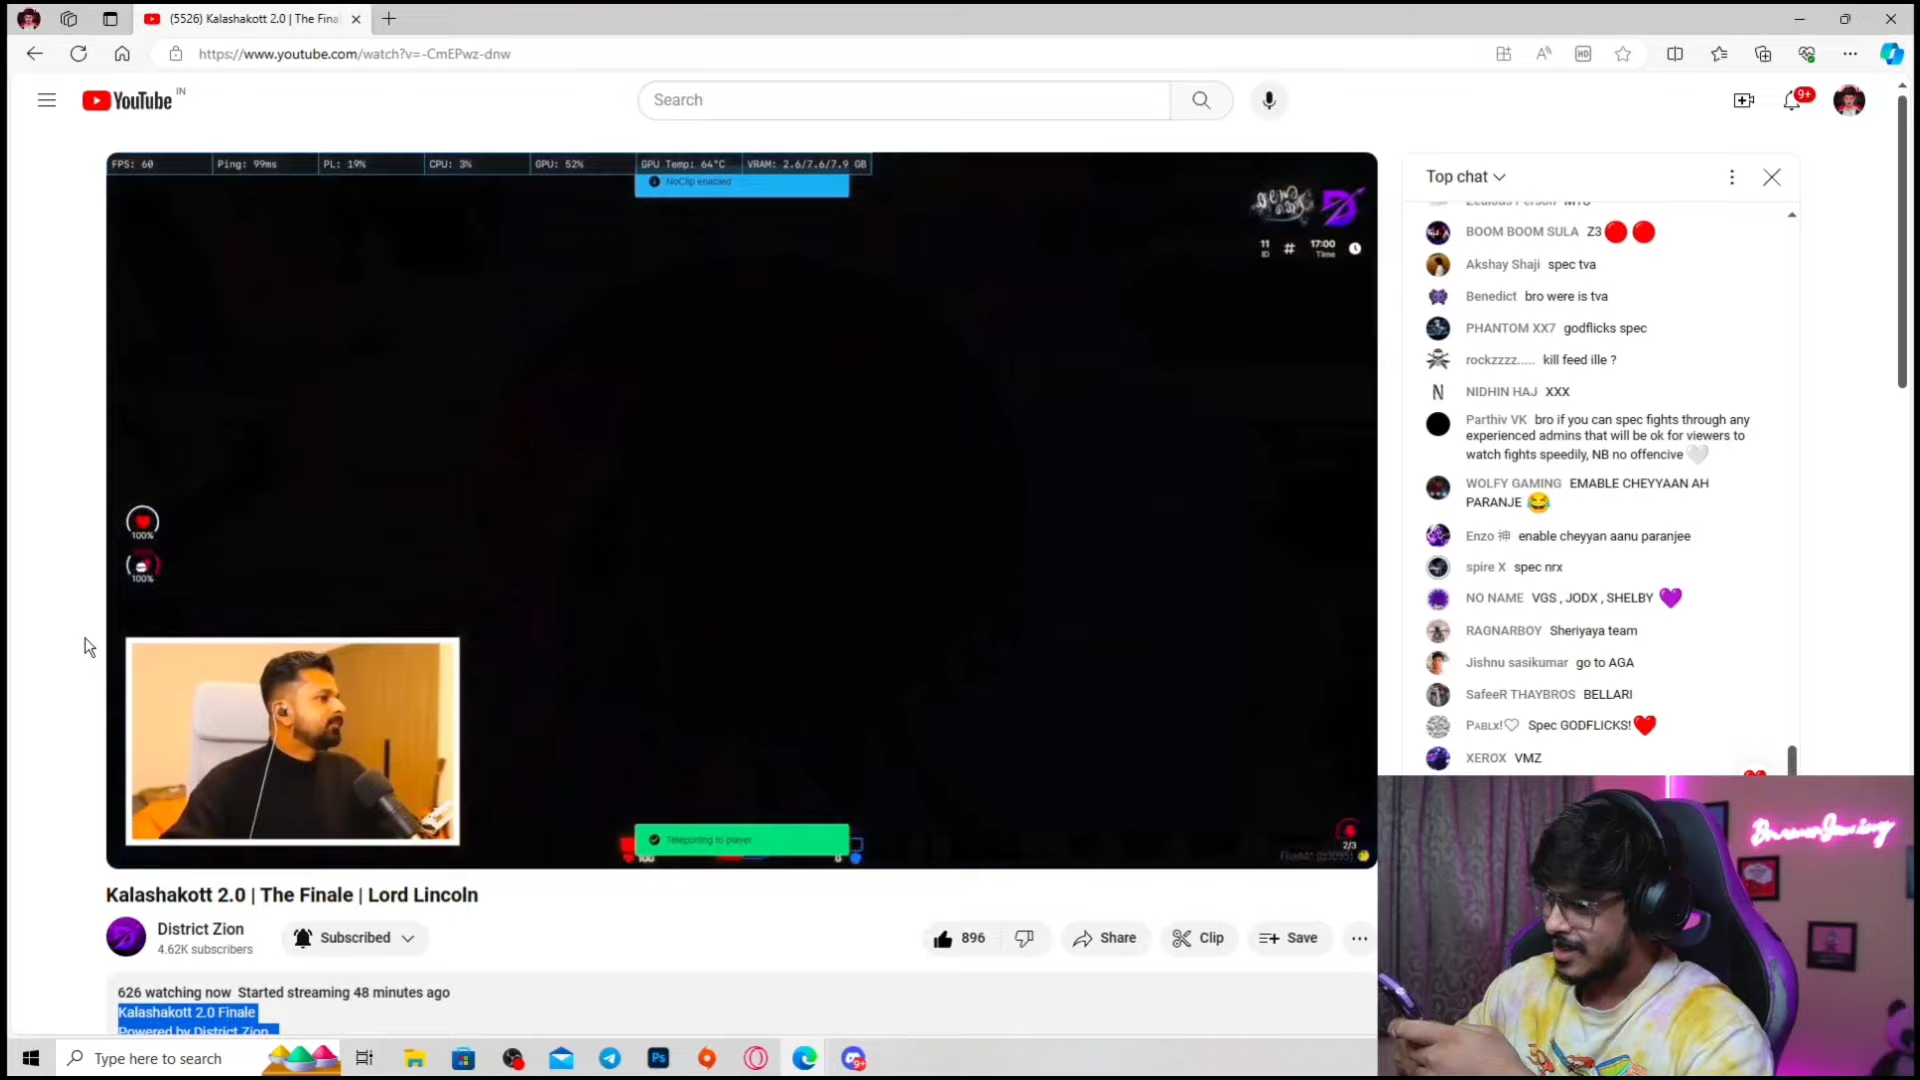 (5526) Kalashakott 2.0 | The Fina
https://www.youtube.com/watch?v=-CmEPwz-dnw
YouTube IN
Search
9+
FPS: 60 Ping: 99ms PL: 19% CPU: 3% GPU: 52% GPU Temp: 64°C VRAM: 2.6/7.6/7.9 GB
NoClip enabled
11 # 17:00
ID Time
100%
100%
Teleporting to player
100 0
2/3
Top chat
BOOM BOOM SULA Z3
Akshay Shaji spec tva
Benedict bro were is tva
PHANTOM XX7 godflicks spec
rockzzzz..... kill feed ille ?
NIDHIN HAJ XXX
Parthiv VK bro if you can spec fights through any
experienced admins that will be ok for viewers to
watch fights speedily, NB no offencive
WOLFY GAMING EMABLE CHEYYAAN AH
PARANJE
Enzo 神 enable cheyyan aanu paranjee
spire X spec nrx
NO NAME VGS , JODX , SHELBY
RAGNARBOY Sheriyaya team
Jishnu sasikumar go to AGA
SafeeR THAYBROS BELLARI
Pablx!♡ Spec GODFLICKS!
XEROX VMZ
Kalashakott 2.0 | The Finale | Lord Lincoln
District Zion
4.62K subscribers
Subscribed
896
Share
Clip
Save
626 watching now Started streaming 48 minutes ago
Kalashakott 2.0 Finale
Powered by District Zion
Type here to search
Ps
9+